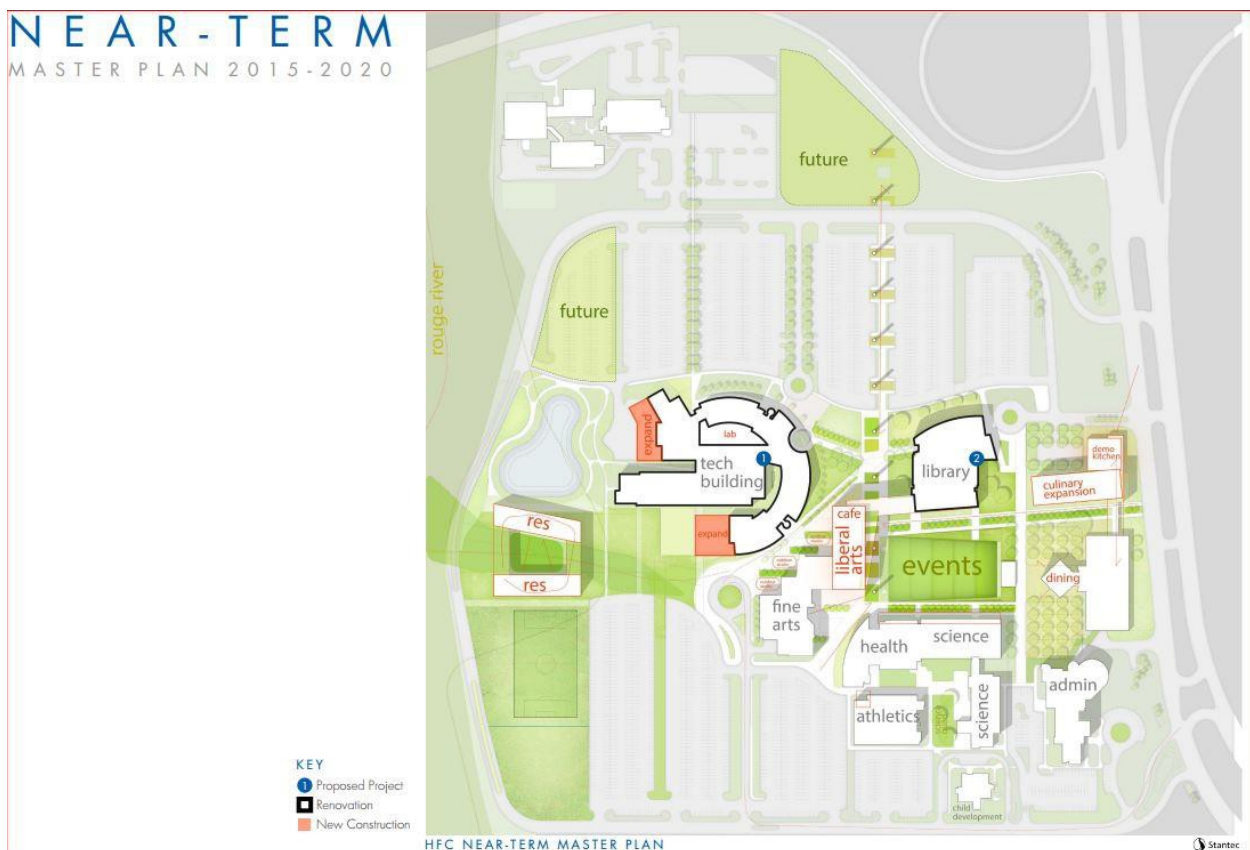 NEAR-TERM
MASTER PLAN 2015-2020
future
future
rouge river
expand
lab
tech
building
1
expand
library
2
demo
kitchen
culinary
expansion
cafe
liberal
arts
events
res
res
dining
fine
arts
health
science
science
athletics
admin
child
development
KEY
1 Proposed Project
Renovation
New Construction
HFC NEAR-TERM MASTER PLAN
Stantec